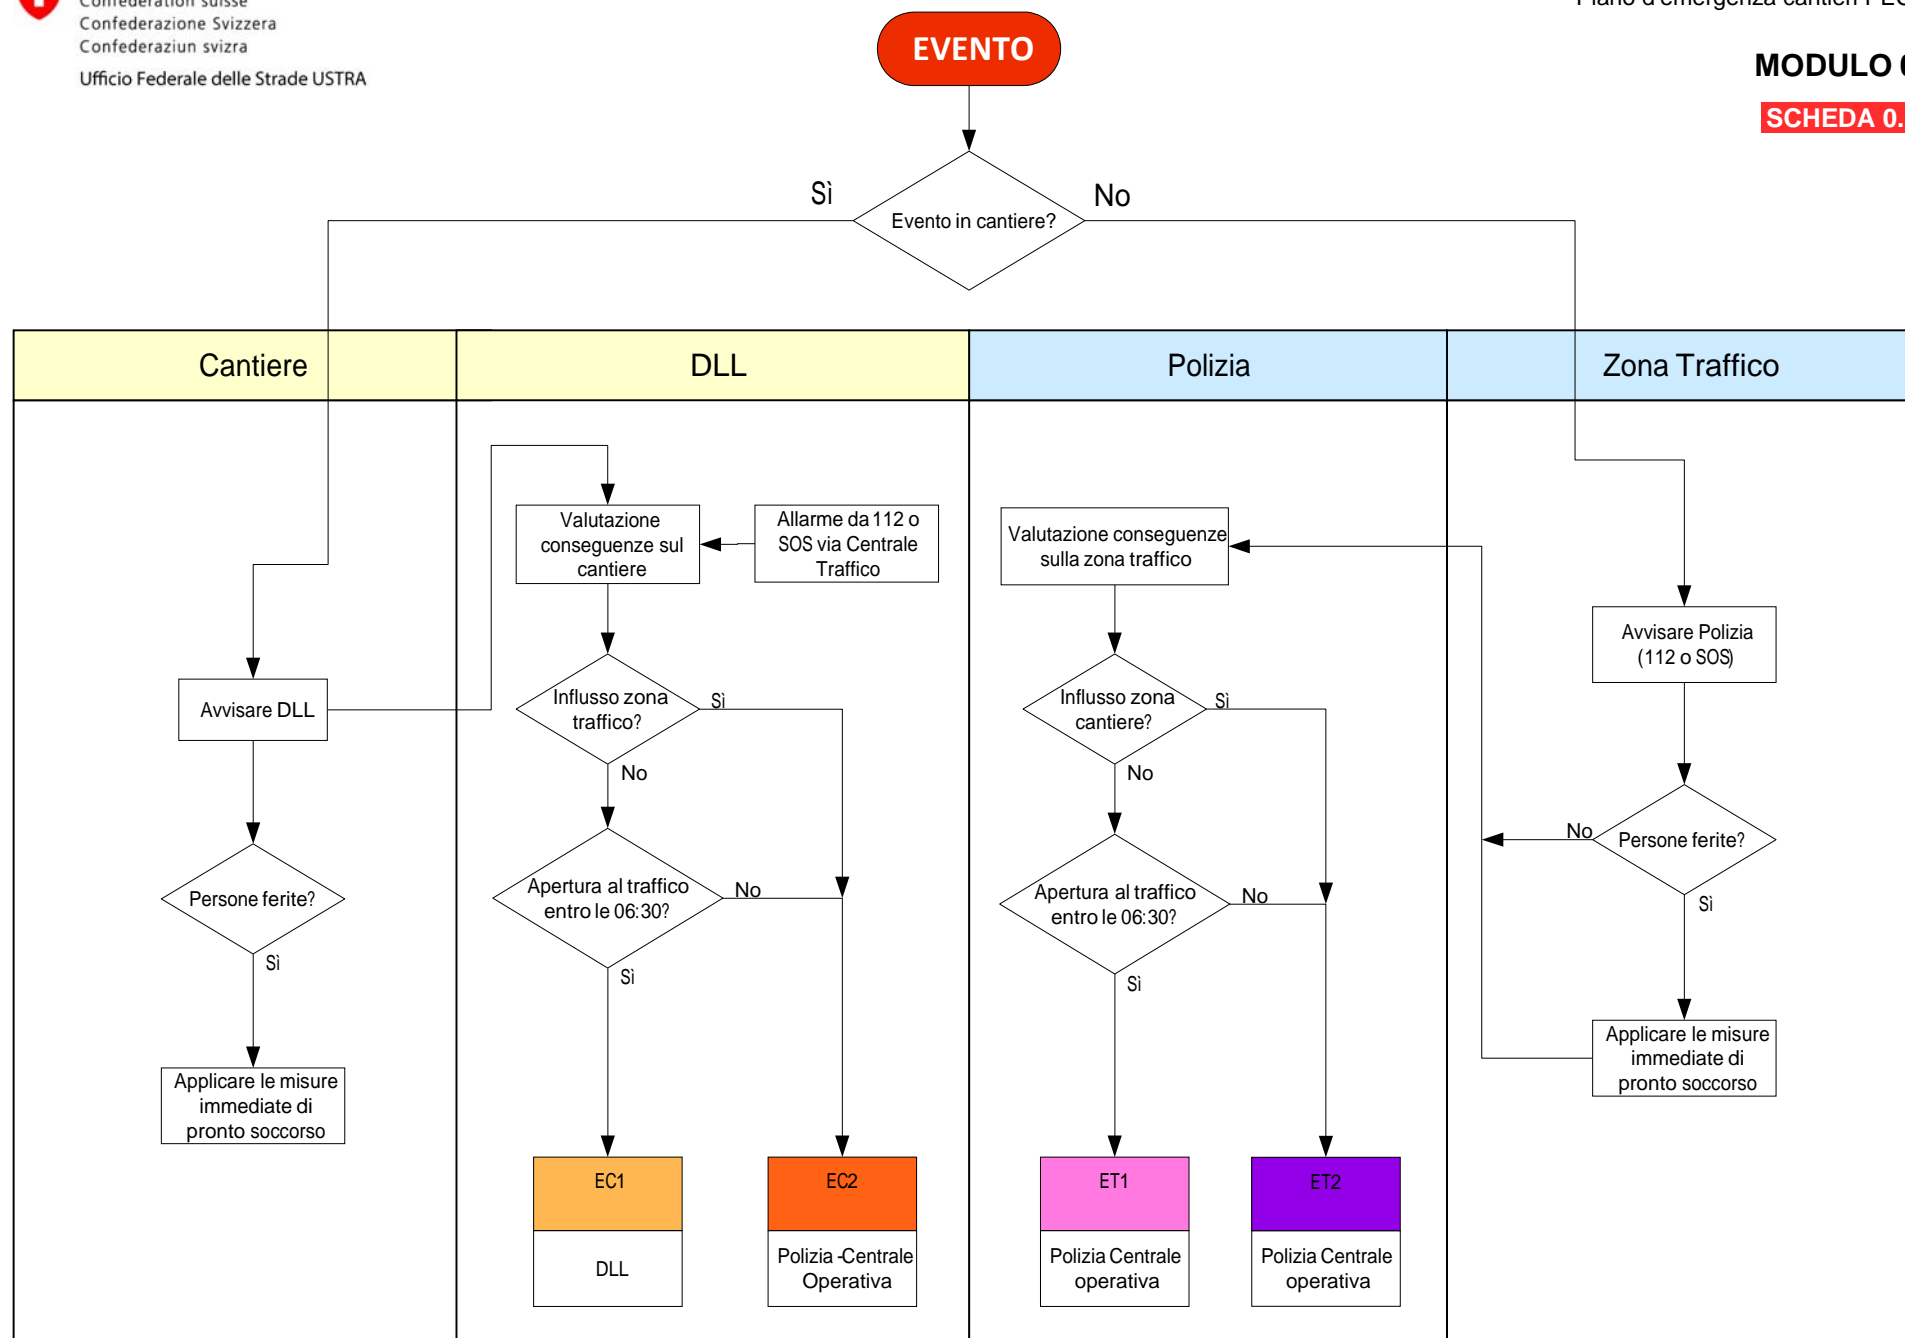 Confédération suisse
Confederazione Svizzera
Confederaziun svizra
Ufficio Federale delle Strade USTRA
MODULO
SCHEDA 0.
EVENTO
Evento in cantiere?
Sì
No
Cantiere
DLL
Polizia
Zona Traffico
Avvisare DLL
Persone ferite?
Sì
Applicare le misure
immediate di
pronto soccorso
Valutazione
conseguenze sul
cantiere
Allarme da 112 o
SOS via Centrale
Traffico
Influsso zona
traffico?
Sì
No
Apertura al traffico
entro le 06:30?
No
Sì
EC1
DLL
EC2
Polizia -Centrale
Operativa
Valutazione conseguenze
sulla zona traffico
Influsso zona
cantiere?
Sì
No
Apertura al traffico
entro le 06:30?
No
Sì
ET1
Polizia Centrale
operativa
ET2
Polizia Centrale
operativa
Avvisare Polizia
(112 o SOS)
Persone ferite?
No
Sì
Applicare le misure
immediate di
pronto soccorso